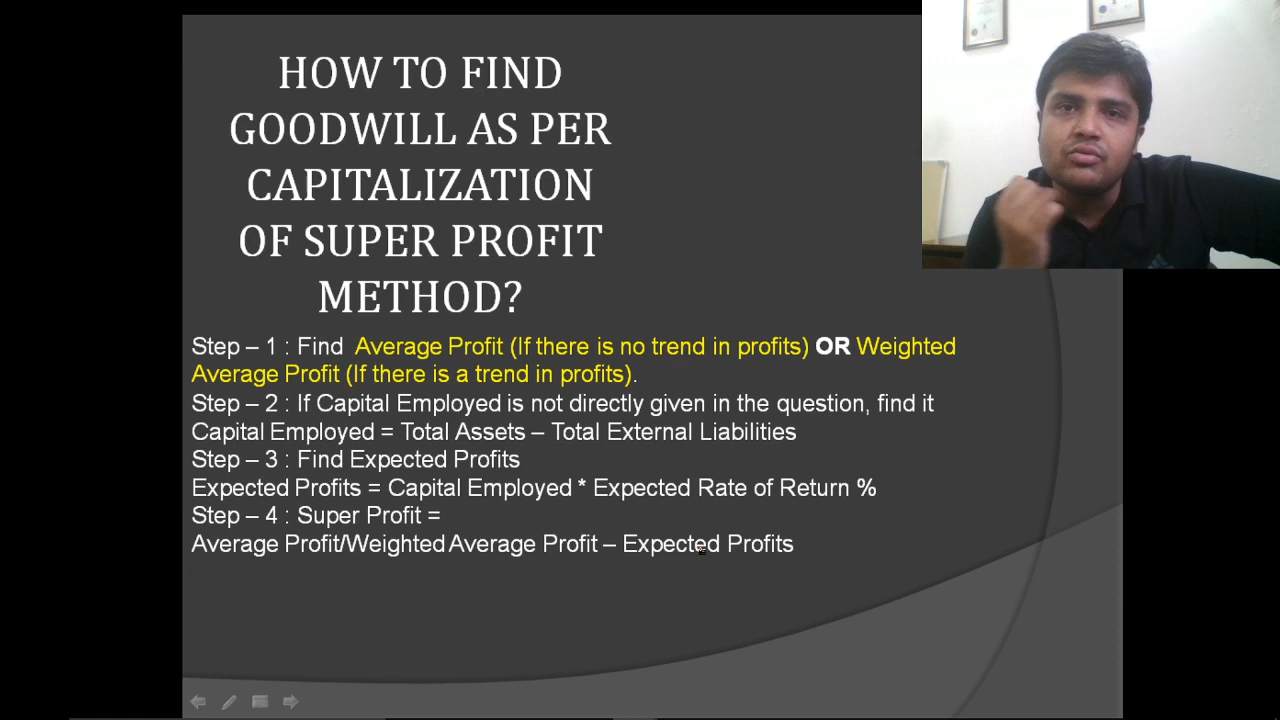 HOW TO FIND
GOODWILL AS PER
CAPITALIZATION
OF SUPER PROFIT
METHOD?
Step – 1 : Find Average Profit (If there is no trend in profits) OR Weighted
Average Profit (If there is a trend in profits).
Step – 2 : If Capital Employed is not directly given in the question, find it
Capital Employed = Total Assets – Total External Liabilities
Step – 3 : Find Expected Profits
Expected Profits = Capital Employed * Expected Rate of Return %
Step – 4 : Super Profit =
Average Profit/Weighted Average Profit – Expected Profits